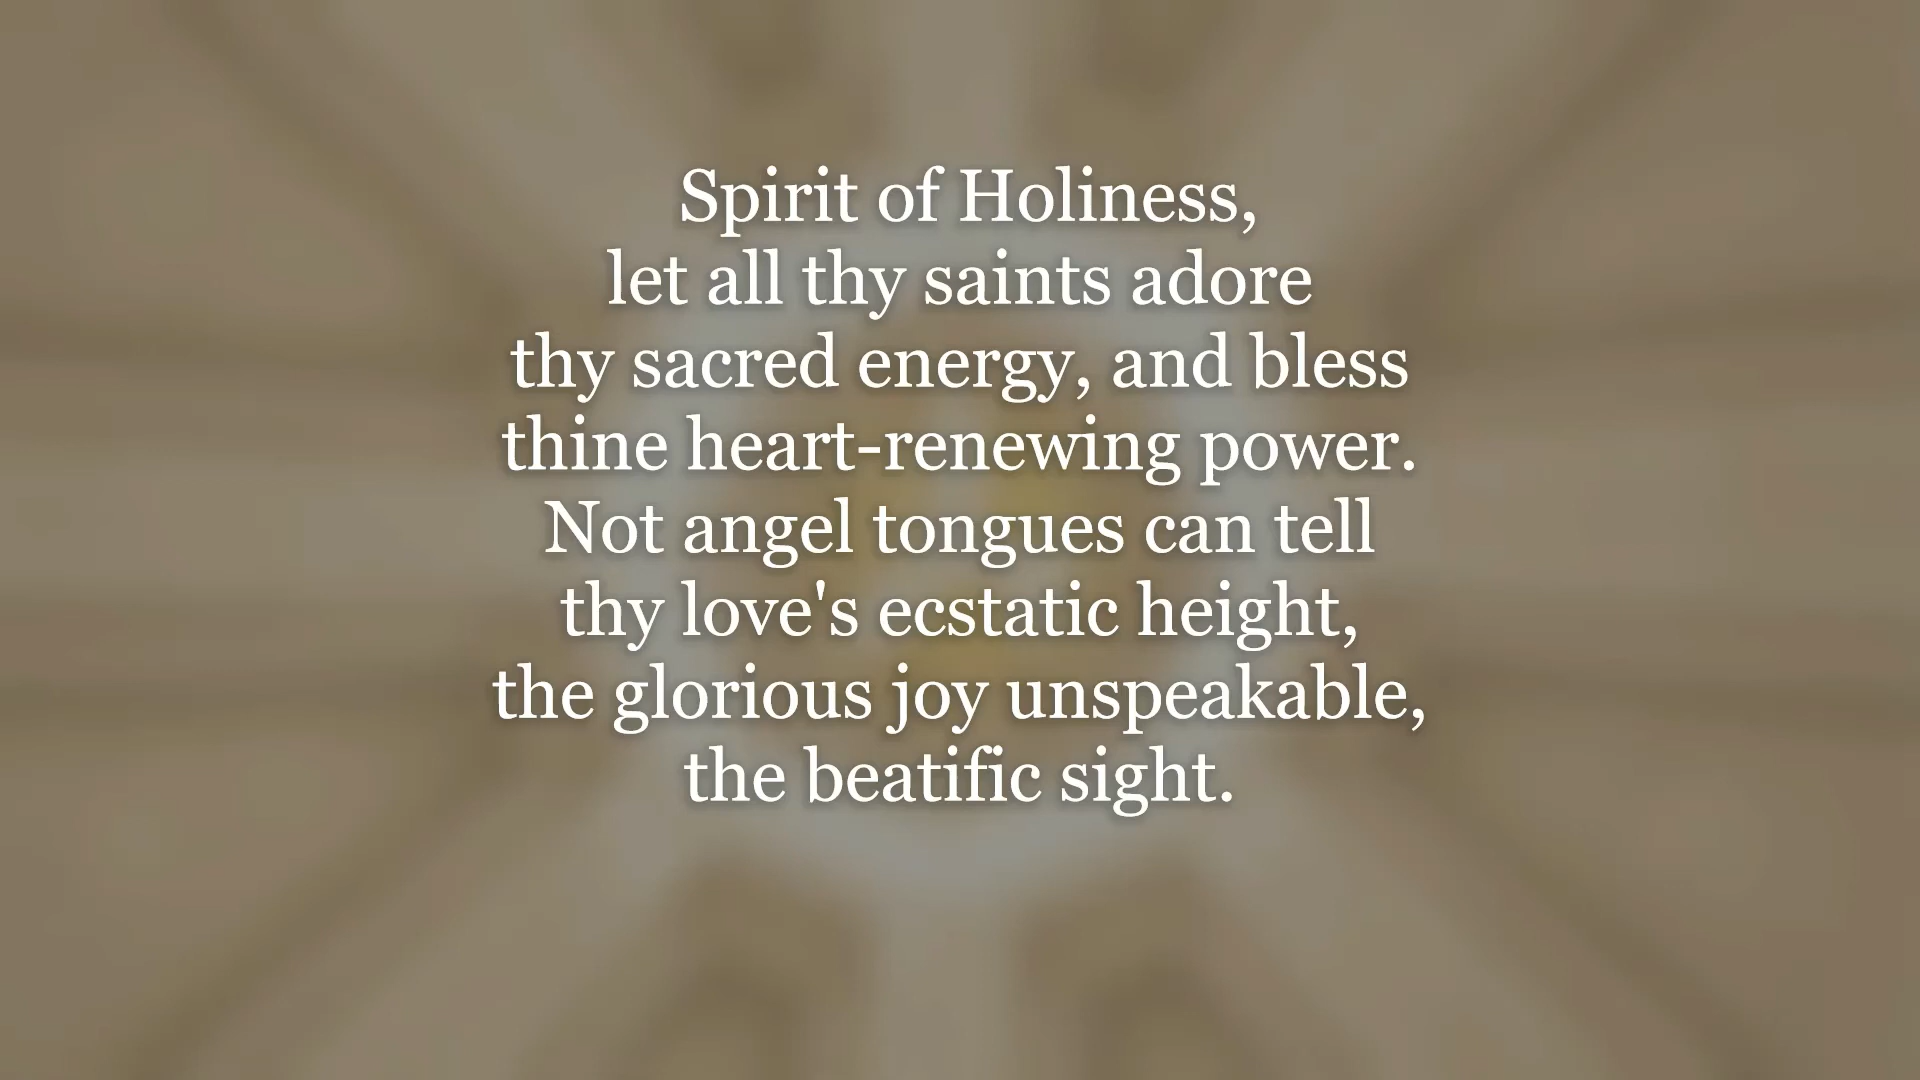 Spirit of Holiness,
let all thy saints adore
thy sacred energy, and bless
thine heart-renewing power.
Not angel tongues can tell
thy love's ecstatic height,
the glorious joy unspeakable,
the beatific sight.